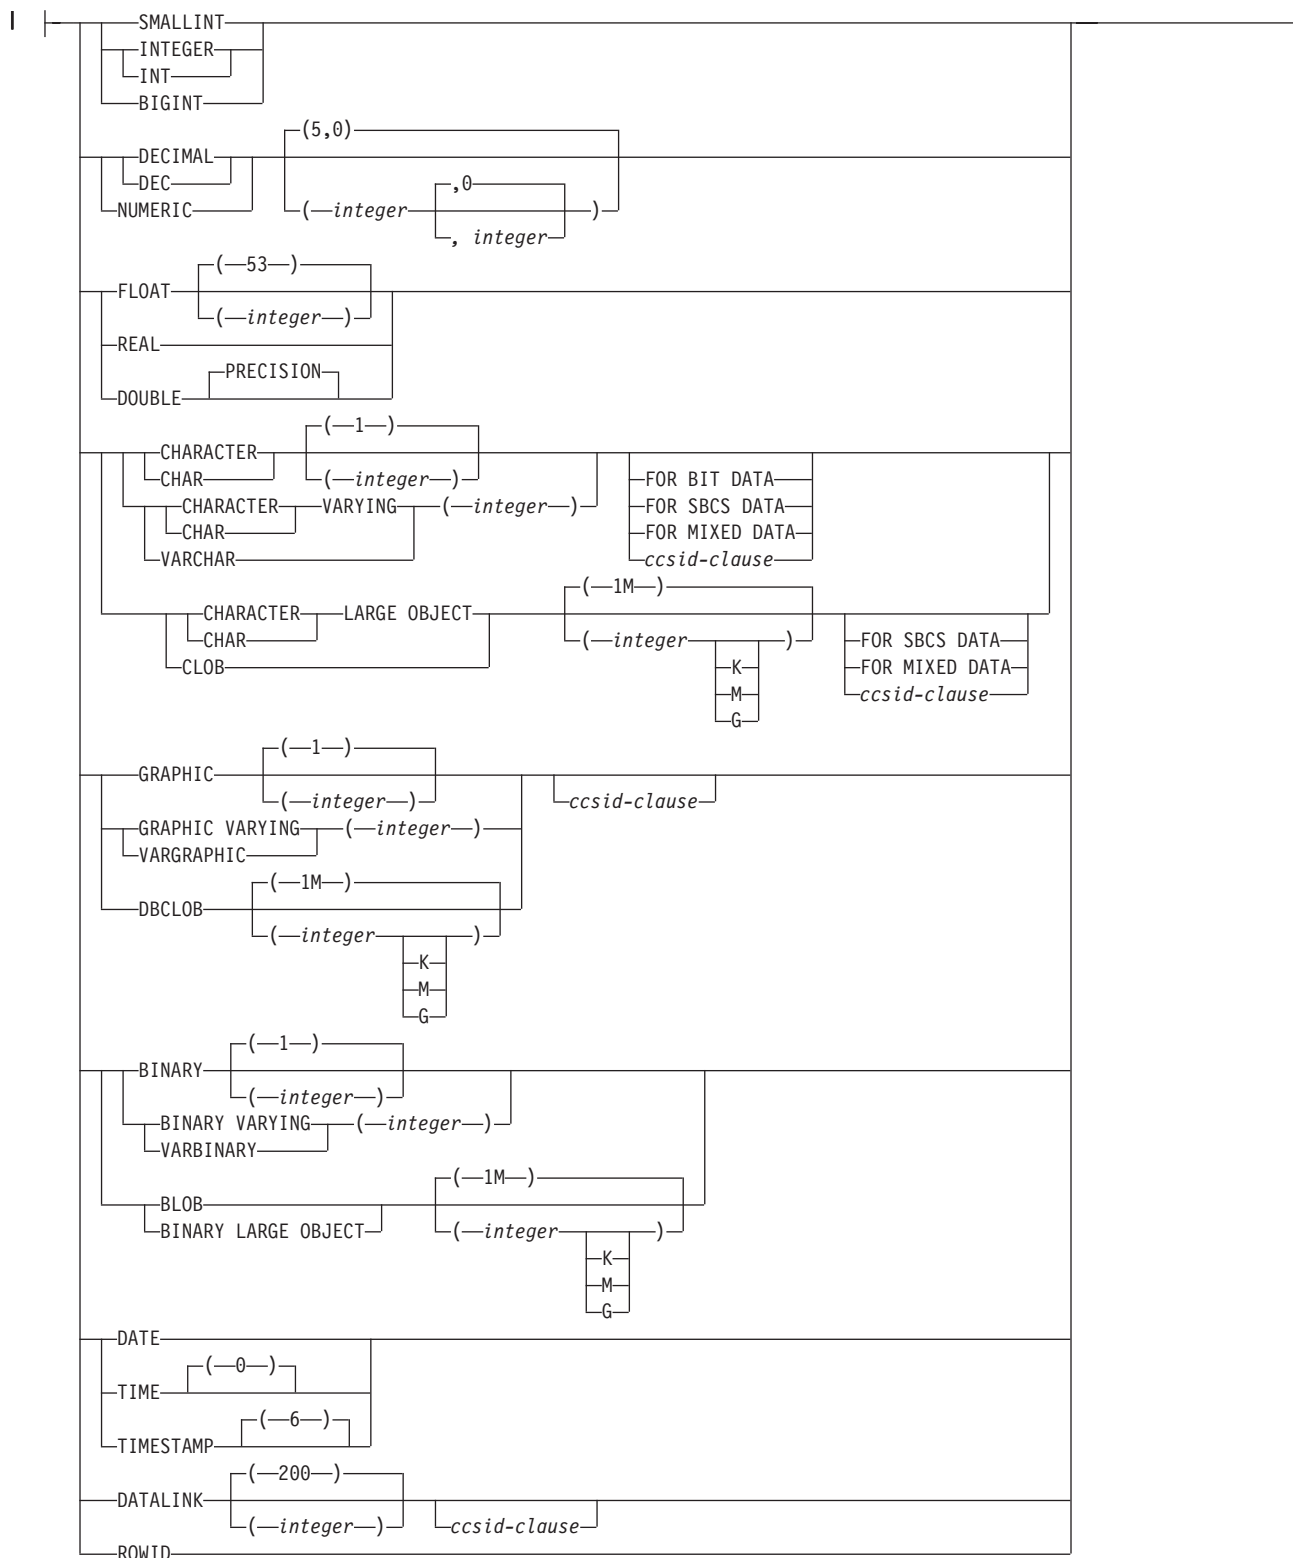 SMALLINT
INTEGER
INT
BIGINT
(5,0)
DECIMAL
DEC
NUMERIC
,0
( integer )
, integer
( 53 )
FLOAT
( integer )
REAL
PRECISION
DOUBLE
( 1 )
CHARACTER
CHAR ( integer ) FOR BIT DATA
CHARACTER VARYING ( integer ) FOR SBCS DATA
CHAR FOR MIXED DATA
VARCHAR ccsid-clause
( 1M )
CHARACTER LARGE OBJECT
CHAR ( integer ) FOR SBCS DATA
CLOB K FOR MIXED DATA
M ccsid-clause
G
( 1 )
GRAPHIC
( integer ) ccsid-clause
GRAPHIC VARYING ( integer )
VARGRAPHIC
( 1M )
DBCLOB
( integer )
K
M
G
( 1 )
BINARY
( integer )
BINARY VARYING ( integer )
VARBINARY
( 1M )
BLOB
BINARY LARGE OBJECT ( integer )
K
M
G
DATE
( 0 )
TIME
( 6 )
TIMESTAMP
( 200 )
DATALINK
( integer ) ccsid-clause
ROWID